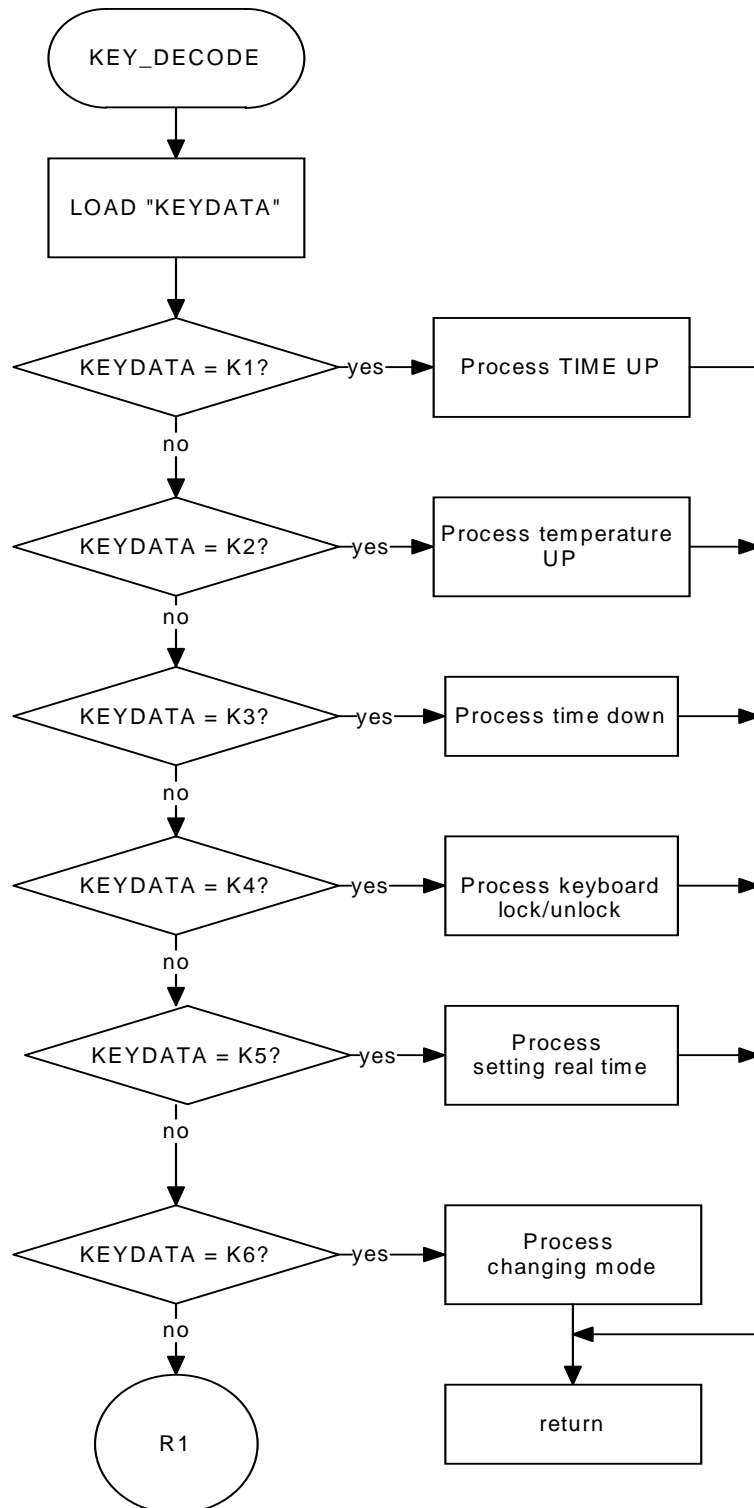 KEY_DECODE
LOAD "KEYDATA"
KEYDATA = K1?
yes
Process TIME UP
no
KEYDATA = K2?
yes
Process temperature
UP
no
KEYDATA = K3?
yes
Process time down
no
KEYDATA = K4?
yes
Process keyboard
lock/unlock
no
KEYDATA = K5?
yes
Process
setting real time
no
KEYDATA = K6?
yes
Process
changing mode
no
R1
return